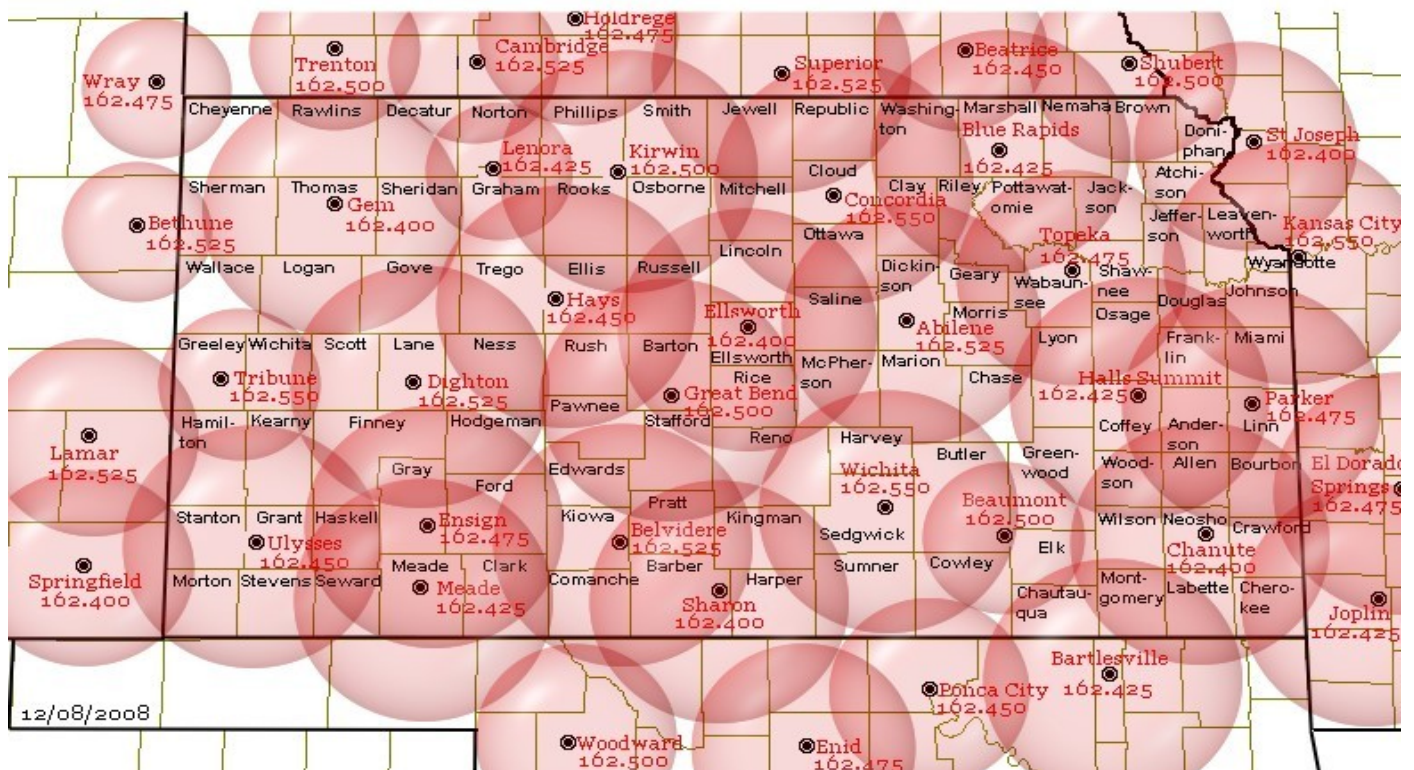 Holdrege
162.475
Cambridge
162.525
Trenton
162.500
Wray
162.475
Superior
162.525
Beatrice
162.450
Shubert
162.500
Cheyenne
Rawlins
Decatur
Norton
Phillips
Smith
Jewell
Republic
Washing-
ton
Marshall
Nemaha
Brown
Doni-
phan
St Joseph
162.400
Blue Rapids
162.425
Lenora
162.425
Kirwin
162.500
Cloud
Concordia
162.550
Sherman
Thomas
Sheridan
Graham
Rooks
Osborne
Mitchell
Clay
Riley
Pottawat-
omie
Jack-
son
Atchi-
son
Jeffer-
son
Leaven-
worth
Gem
162.400
Bethune
162.525
Kansas City
162.550
Wyandotte
Ottawa
Lincoln
Topeka
162.475
Wallace
Logan
Gove
Trego
Ellis
Russell
Dickin-
son
Geary
Wabaun-
see
Shaw-
nee
Douglas
Johnson
Hays
162.450
Saline
Ellsworth
162.400
Ellsworth
Abilene
162.525
Morris
Osage
Lyon
Frank-
lin
Miami
Greeley
Wichita
Scott
Lane
Ness
Rush
Barton
Rice
McPher-
son
Marion
Chase
Tribune
162.550
Dighton
162.525
Great Bend
162.500
Halls Summit
162.425
Parker
162.475
Linn
Pawnee
Stafford
Hamil-
ton
Kearny
Finney
Hodgeman
Reno
Harvey
Coffey
Ander-
son
Lamar
162.525
Gray
Ford
Edwards
Butler
Green-
wood
Wood-
son
Allen
Bourbon
El Dorado
Springs
162.475
Wichita
162.550
Beaumont
162.500
Stanton
Grant
Haskell
Ensign
162.475
Kiowa
Pratt
Kingman
Sedgwick
Wilson
Neosho
Crawford
Ulysses
162.450
Belvidere
162.525
Elk
Chanute
162.400
Springfield
162.400
Morton
Stevens
Seward
Meade
Clark
Comanche
Barber
Harper
Sumner
Cowley
Chautau-
qua
Mont-
gomery
Labette
Chero-
kee
Meade
162.425
Sharon
162.400
Joplin
162.425
Bartlesville
162.425
Ponca City
162.450
12/08/2008
Woodward
162.500
Enid
162.475